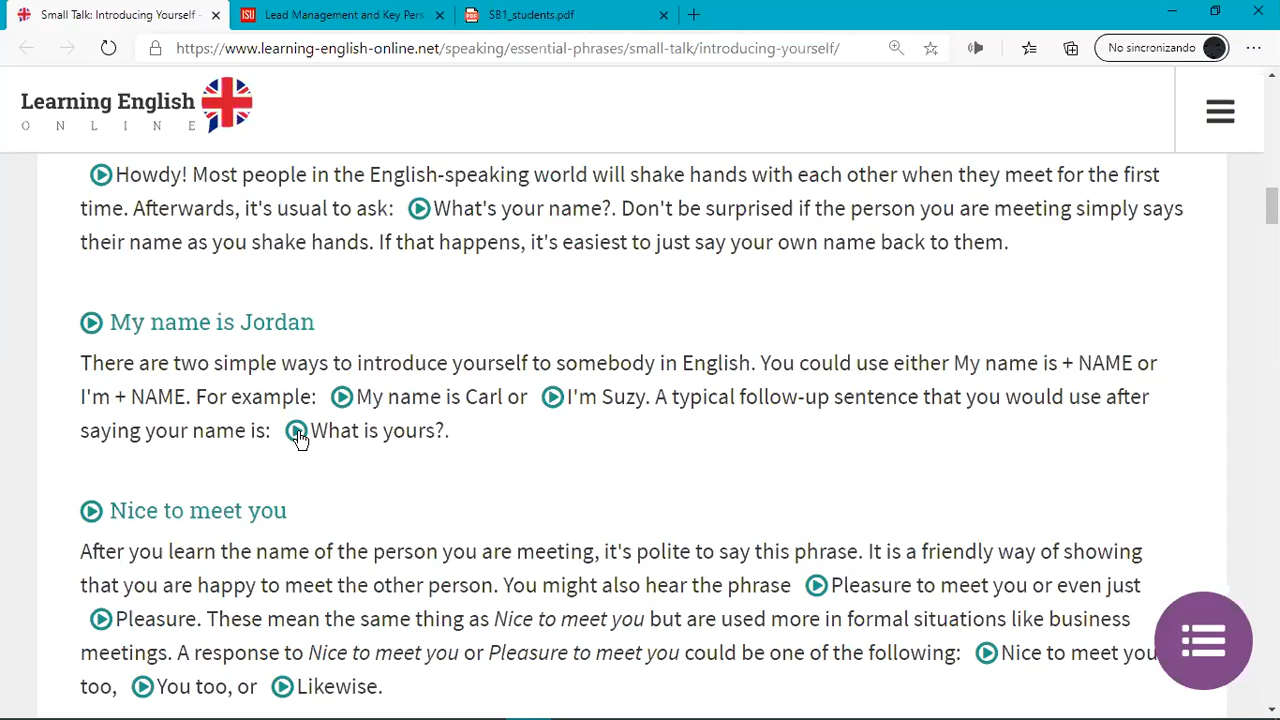 Small Talk: Introducing Yourself -
Lead Management and Key Pers
SB1_students.pdf
https://www.learning-english-online.net/speaking/essential-phrases/small-talk/introducing-yourself/
No sincronizando
Learning English
ONLINE
Howdy! Most people in the English-speaking world will shake hands with each other when they meet for the first
time. Afterwards, it's usual to ask: What's your name?. Don't be surprised if the person you are meeting simply says
their name as you shake hands. If that happens, it's easiest to just say your own name back to them.
My name is Jordan
There are two simple ways to introduce yourself to somebody in English. You could use either My name is + NAME or
I'm + NAME. For example: My name is Carl or I'm Suzy. A typical follow-up sentence that you would use after
saying your name is: What is yours?.
Nice to meet you
After you learn the name of the person you are meeting, it's polite to say this phrase. It is a friendly way of showing
that you are happy to meet the other person. You might also hear the phrase Pleasure to meet you or even just
Pleasure. These mean the same thing as Nice to meet you but are used more in formal situations like business
meetings. A response to Nice to meet you or Pleasure to meet you could be one of the following: Nice to meet you
too, You too, or Likewise.